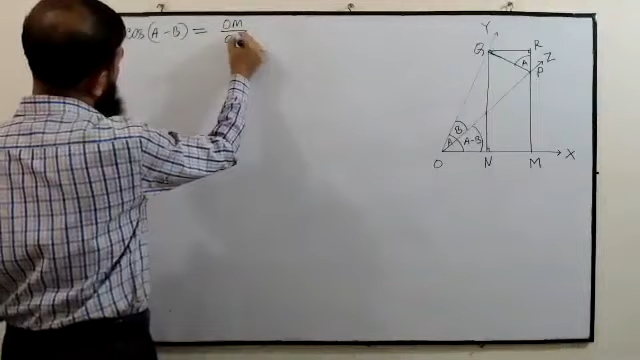 cos(A-B) = OM
Y
Q R
Z
A P
B
A A-B
O N M X